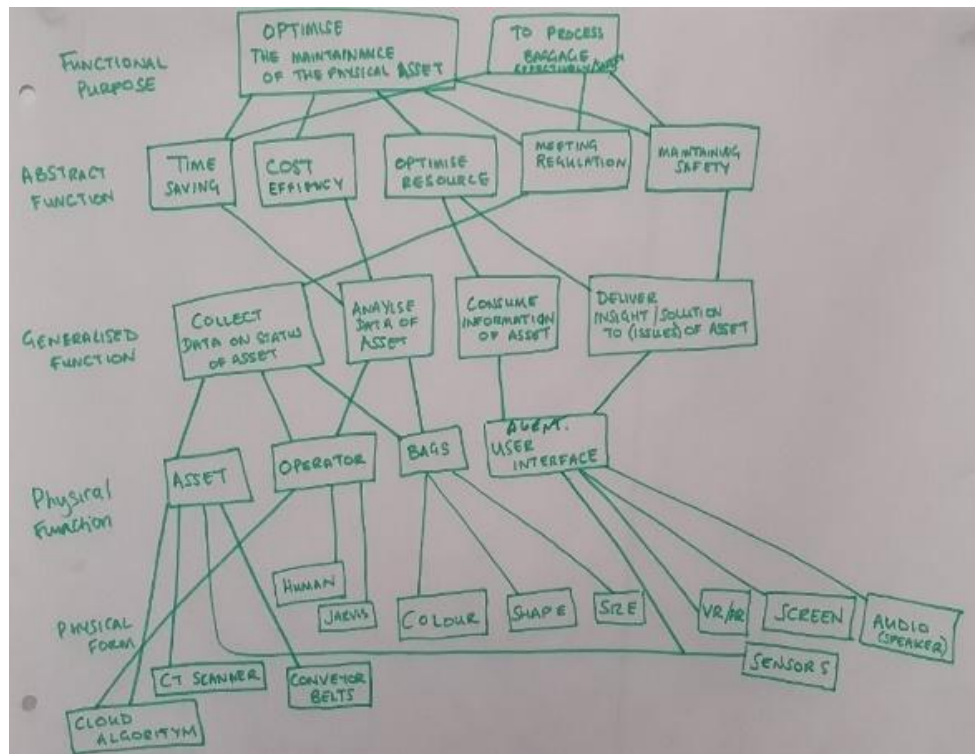 FUNCTIONAL
PURPOSE
OPTIMISE
THE MAINTAINANCE
OF THE PHYSICAL ASSET
TO PROCESS
BAGGAGE
ABSTRACT
FUNCTION
TIME
SAVING
COST
EFFIENCY
OPTIMISE
RESOURCE
MEETING
REGULATION
MAINTAINING
SAFETY
GENERALISED
FUNCTION
COLLECT
DATA ON STATUS
OF ASSET
ANAYLSE
DATA OF
ASSET
CONSUME
INFORMATION
OF ASSET
DELIVER
INSIGHT/SOLUTION
TO (ISSUES) OF ASSET
Physical
Function
ASSET
OPERATOR
BAGS
AGENT.
USER
INTERFACE
PHYSICAL
FORM
HUMAN
JARVIS
COLOUR
SHAPE
SIZE
VR/AR
SCREEN
AUDIO
(SPEAKER)
SENSORS
CT SCANNER
CONVEYOR
BELTS
CLOUD
ALGORITYM